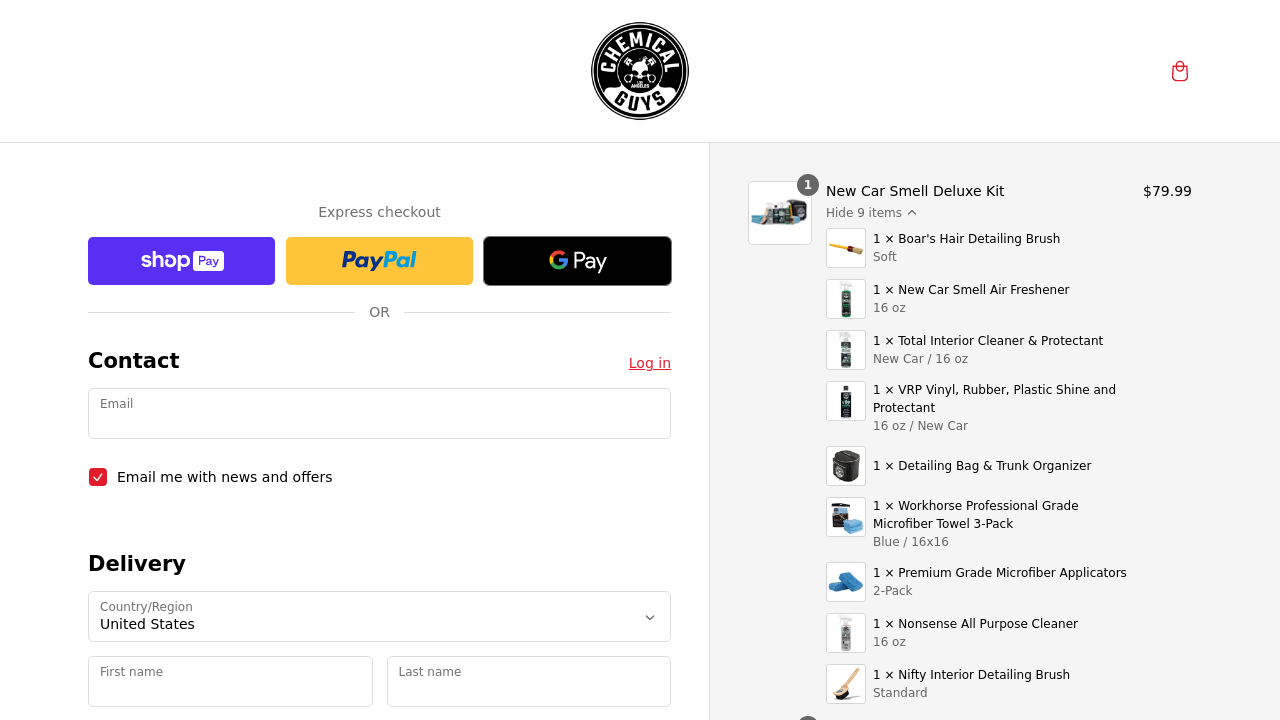 CHEMICAL
LOS
ANGELES
GUYS
Express checkout
shop Pay
PayPal
G Pay
OR
Contact
Log in
Email
Email me with news and offers
Delivery
Country/Region
United States
First name
Last name
1
New Car Smell Deluxe Kit
$79.99
Hide 9 items
1 × Boar's Hair Detailing Brush
Soft
1 × New Car Smell Air Freshener
16 oz
1 × Total Interior Cleaner & Protectant
New Car / 16 oz
1 × VRP Vinyl, Rubber, Plastic Shine and
Protectant
16 oz / New Car
1 × Detailing Bag & Trunk Organizer
1 × Workhorse Professional Grade
Microfiber Towel 3-Pack
Blue / 16x16
1 × Premium Grade Microfiber Applicators
2-Pack
1 × Nonsense All Purpose Cleaner
16 oz
1 × Nifty Interior Detailing Brush
Standard